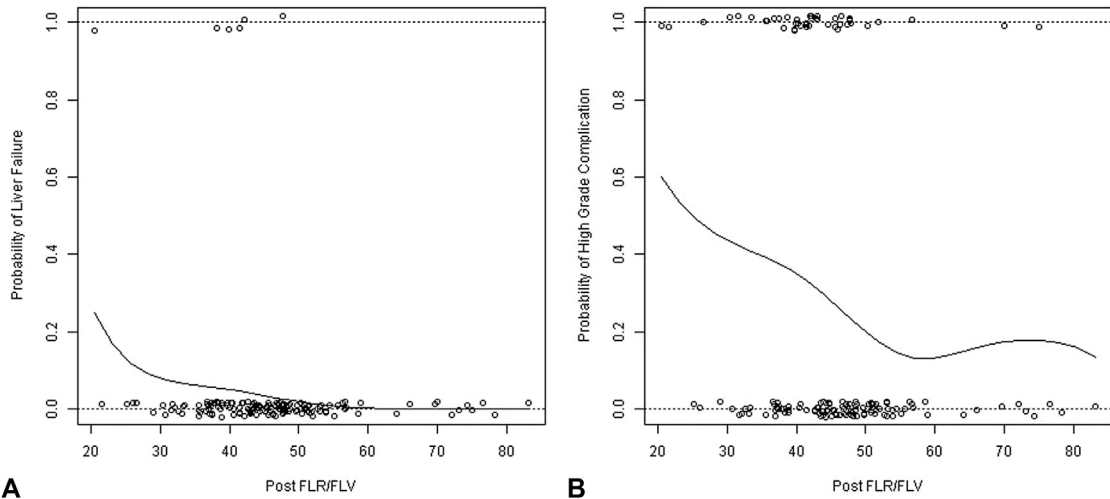 Probability of Liver Failure
1.0
0.8
0.6
0.4
0.2
0.0
20 30 40 50 60 70 80
Post FLR/FLV
A
Probability of High Grade Complication
1.0
0.8
0.6
0.4
0.2
0.0
20 30 40 50 60 70 80
Post FLR/FLV
B